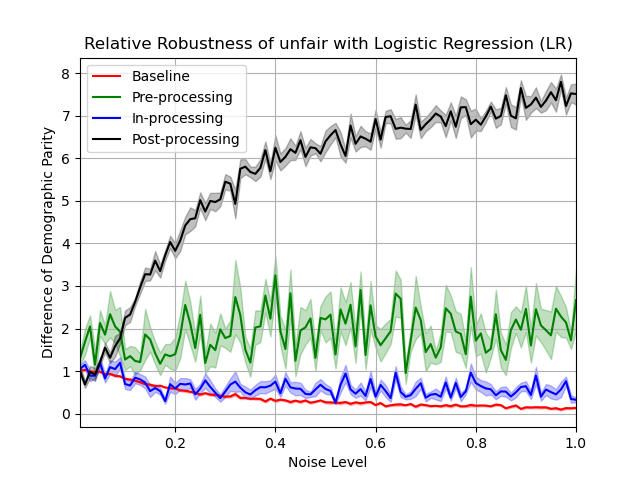 Relative Robustness of unfair with Logistic Regression (LR)
Baseline
Pre-processing
In-processing
Post-processing
Difference of Demographic Parity
8
7
6
5
4
3
2
1
0
0.2
0.4
0.6
0.8
1.0
Noise Level